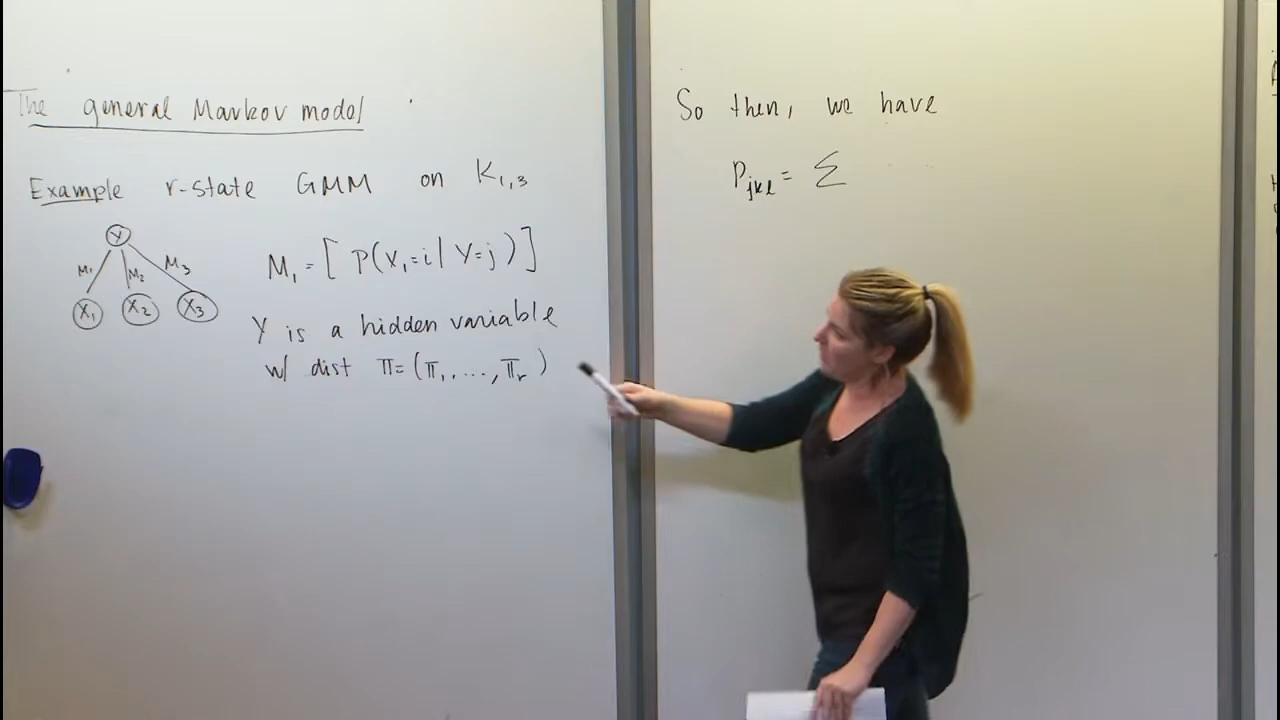 The general Markov model
Example r-state GMM on K₁,₃
Y
M₁ M₂ M₃
X₁ X₂ X₃
M₁ = [ P(X₁=i | Y=j) ]
Y is a hidden variable
w/ dist π=(π₁,...,πᵣ)
So then, we have
Pjkl = Σ